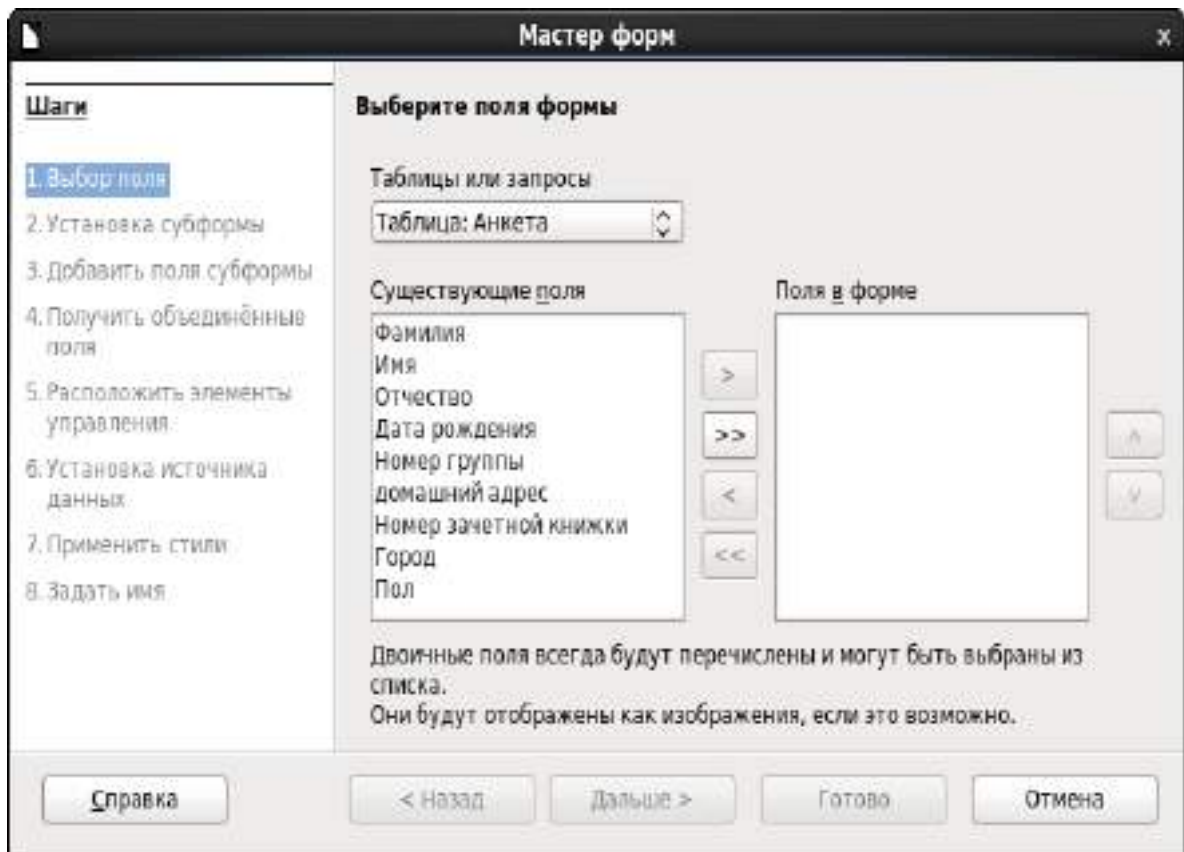 Мастер форм
x
Шаги
1. Выбор поля
2. Установка субформы
3. Добавить поля субформы
4. Получить объединённые
поля
5. Расположить элементы
управления
6. Установка источника
данных
7. Применить стили
8. Задать имя
Выберите поля формы
Таблицы или запросы
Таблица: Анкета
Существующие поля
Фамилия
Имя
Отчество
Дата рождения
Номер группы
домашний адрес
Номер зачетной книжки
Город
Пол
>
>>
<
<<
Поля в форме
Двоичные поля всегда будут перечислены и могут быть выбраны из
списка.
Они будут отображены как изображения, если это возможно.
Справка
< Назад
Дальше >
Готово
Отмена